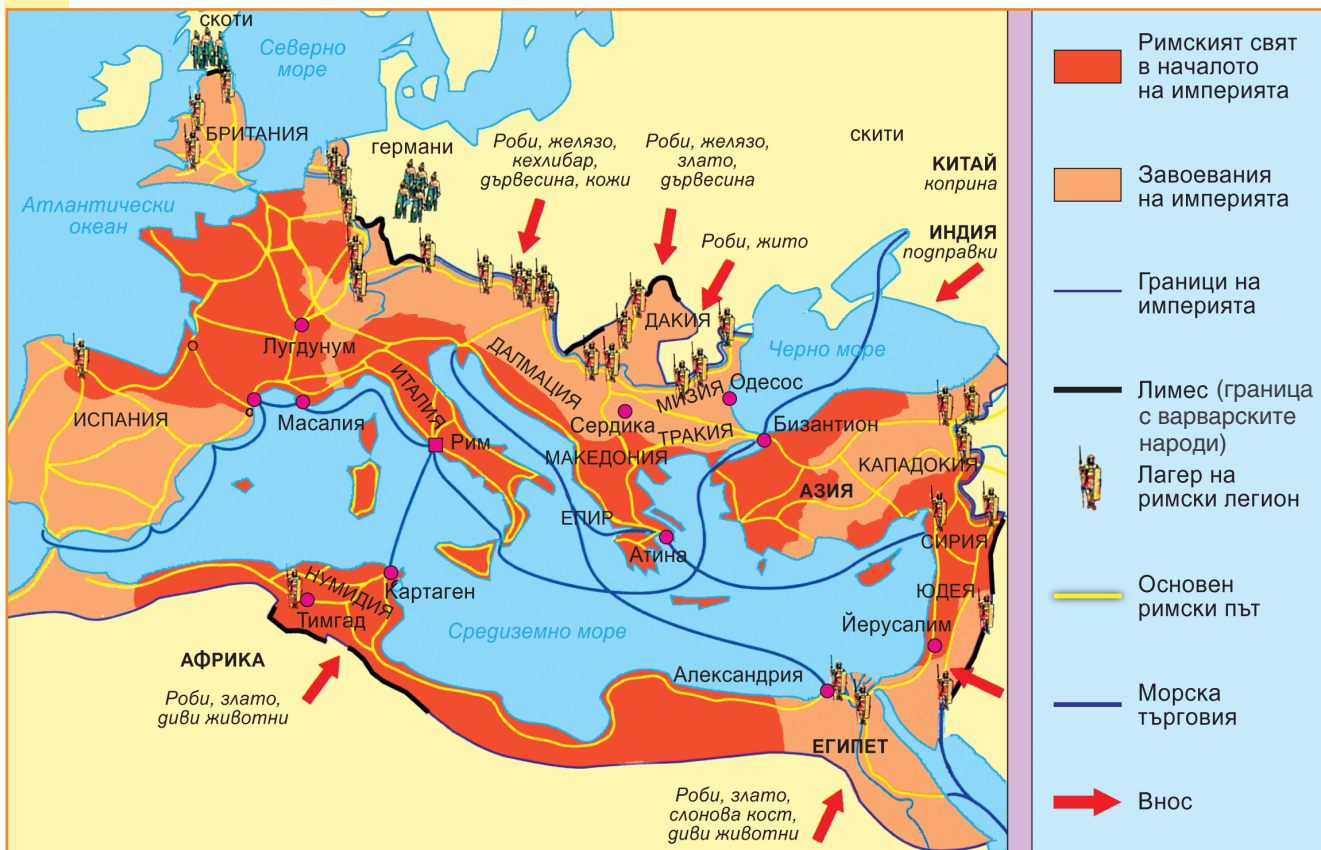 скоти
Северно
море
БРИТАНИЯ
Атлантически
океан
германи
Роби, желязо,
кехлибар,
дървесина, кожи
Роби, желязо,
злато,
дървесина
скити
КИТАЙ
коприна
ИНДИЯ
подправки
Роби, жито
ДАКИЯ
Черно море
Лугдунум
ИСПАНИЯ
Масалия
ИТАЛИЯ
Рим
ДАЛМАЦИЯ
МИЗИЯ
Одесос
Сердика
ТРАКИЯ
Бизантион
МАКЕДОНИЯ
КАПАДОКИЯ
АЗИЯ
ЕПИР
Атина
СИРИЯ
ЮДЕЯ
НУМИДИЯ
Картаген
Тимгад
Средиземно море
Йерусалим
Александрия
АФРИКА
Роби, злато,
диви животни
ЕГИПЕТ
Роби, злато,
слонова кост,
диви животни
Римският свят
в началото
на империята
Завоевания
на империята
Граници на
империята
Лимес (граница
с варварските
народи)
Лагер на
римски легион
Основен
римски път
Морска
търговия
Внос